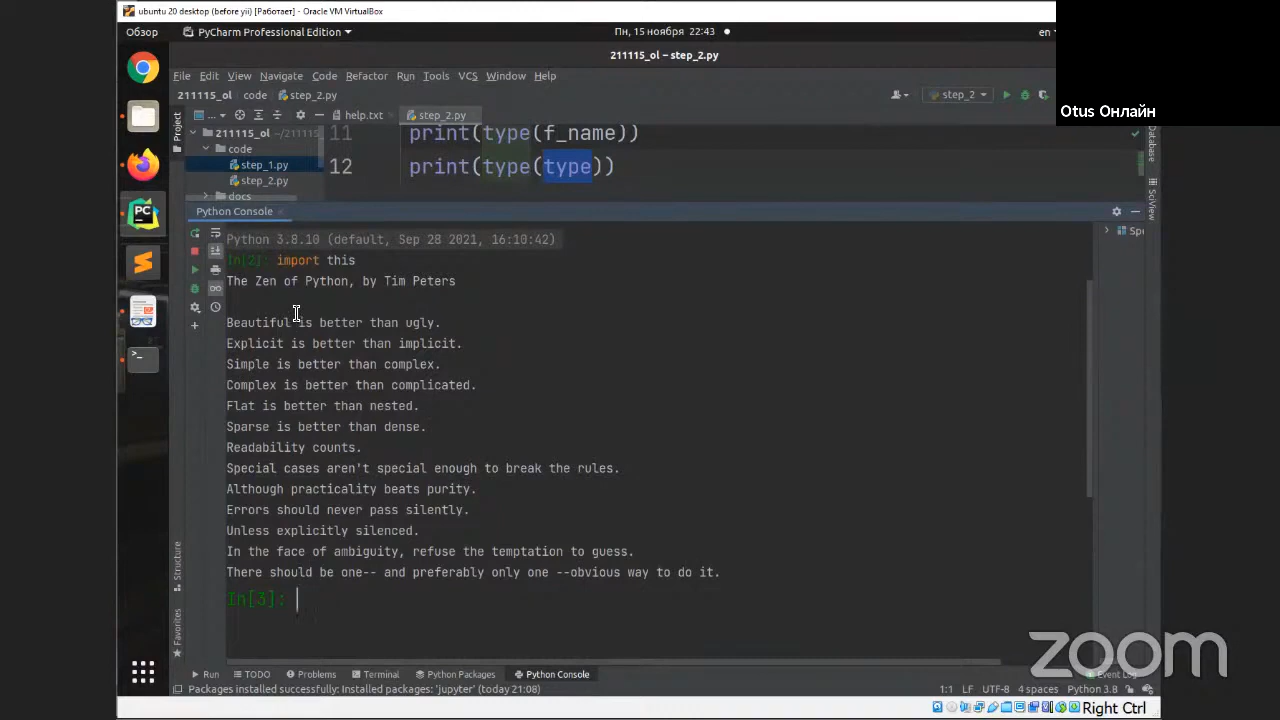 ubuntu 20 desktop (before yii) [Работает] - Oracle VM VirtualBox
Обзор PyCharm Professional Edition Пн, 15 ноября 22:43 en
211115_ol – step_2.py
File Edit View Navigate Code Refactor Run Tools VCS Window Help
211115_ol code step_2.py step_2
Otus Онлайн
Project ... help.txt step_2.py
211115_ol ~/211115
code
step_1.py
step_2.py
docs
11 print(type(f_name))
12 print(type(type))
Database
SciView
Python Console
Python 3.8.10 (default, Sep 28 2021, 16:10:42)
In[2]: import this
The Zen of Python, by Tim Peters
Beautiful is better than ugly.
Explicit is better than implicit.
Simple is better than complex.
Complex is better than complicated.
Flat is better than nested.
Sparse is better than dense.
Readability counts.
Special cases aren't special enough to break the rules.
Although practicality beats purity.
Errors should never pass silently.
Unless explicitly silenced.
In the face of ambiguity, refuse the temptation to guess.
There should be one-- and preferably only one --obvious way to do it.
In[3]:
Structure
Favorites
zoom
Run TODO Problems Terminal Python Packages Python Console Event Log
Packages installed successfully: Installed packages: 'jupyter' (today 21:08) 1:1 LF UTF-8 4 spaces Python 3.8
Right Ctrl